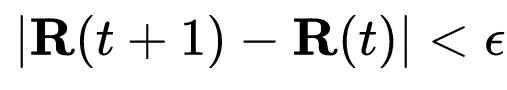 |𝐑(t + 1) − 𝐑(t)| < ϵ